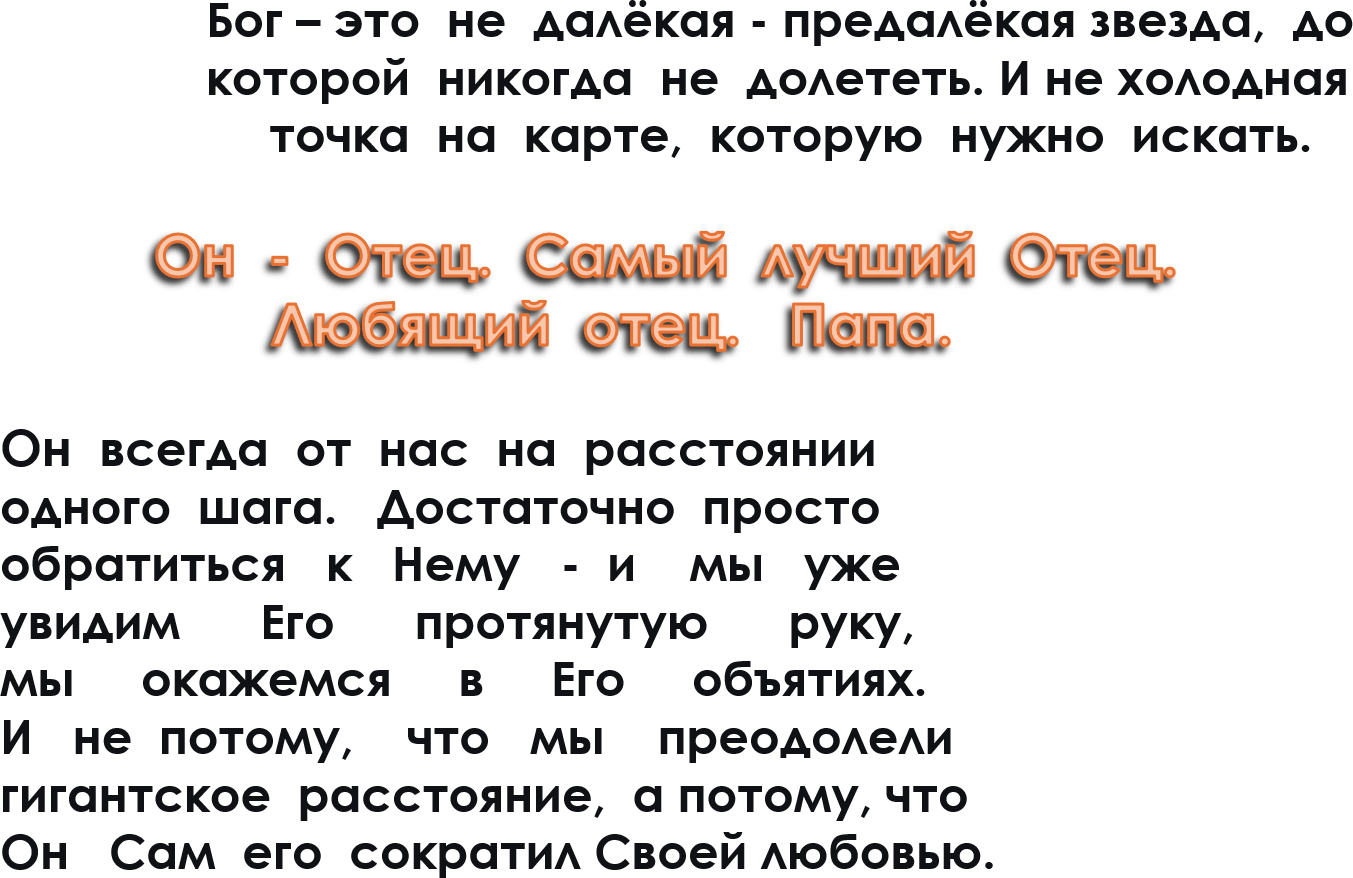 Бог – это не далёкая - предалёкая звезда, до
которой никогда не долететь. И не холодная
точка на карте, которую нужно искать.
Он - Отец. Самый лучший Отец.
Любящий отец. Папа.
Он всегда от нас на расстоянии
одного шага. Достаточно просто
обратиться к Нему - и мы уже
увидим Его протянутую руку,
мы окажемся в Его объятиях.
И не потому, что мы преодолели
гигантское расстояние, а потому, что
Он Сам его сократил Своей любовью.